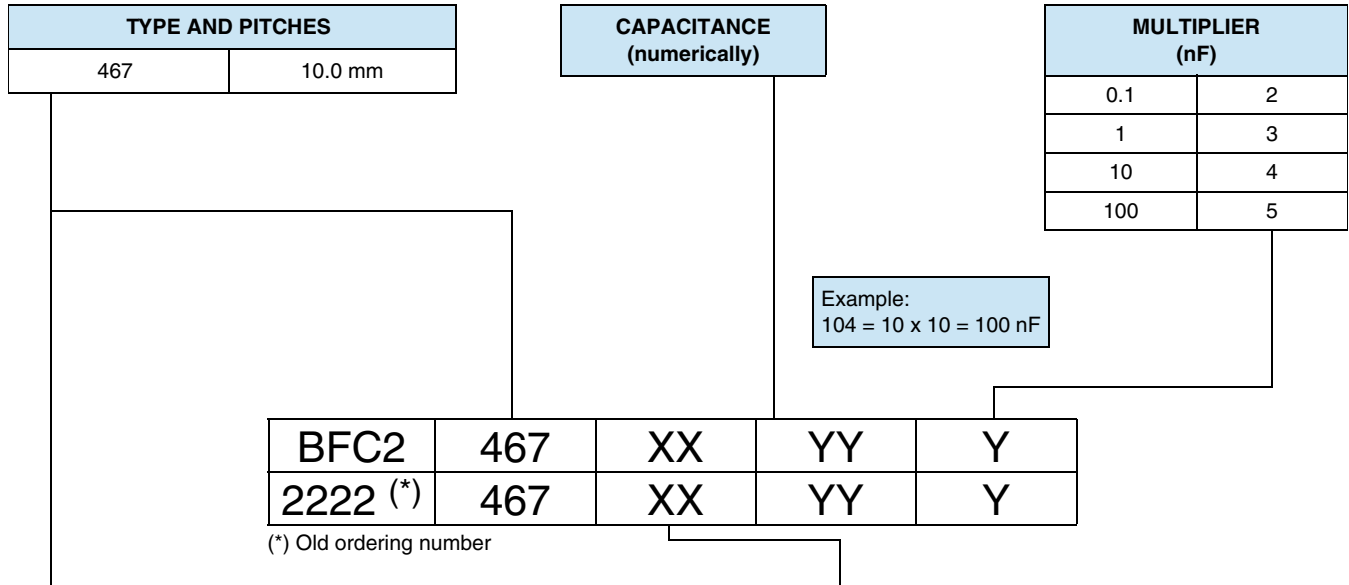 TYPE AND PITCHES
467 10.0 mm
CAPACITANCE
(numerically)
MULTIPLIER
(nF)
0.1 2
1 3
10 4
100 5
Example:
104 = 10 x 10 = 100 nF
BFC2 467 XX YY Y
2222 (*) 467 XX YY Y
(*) Old ordering number